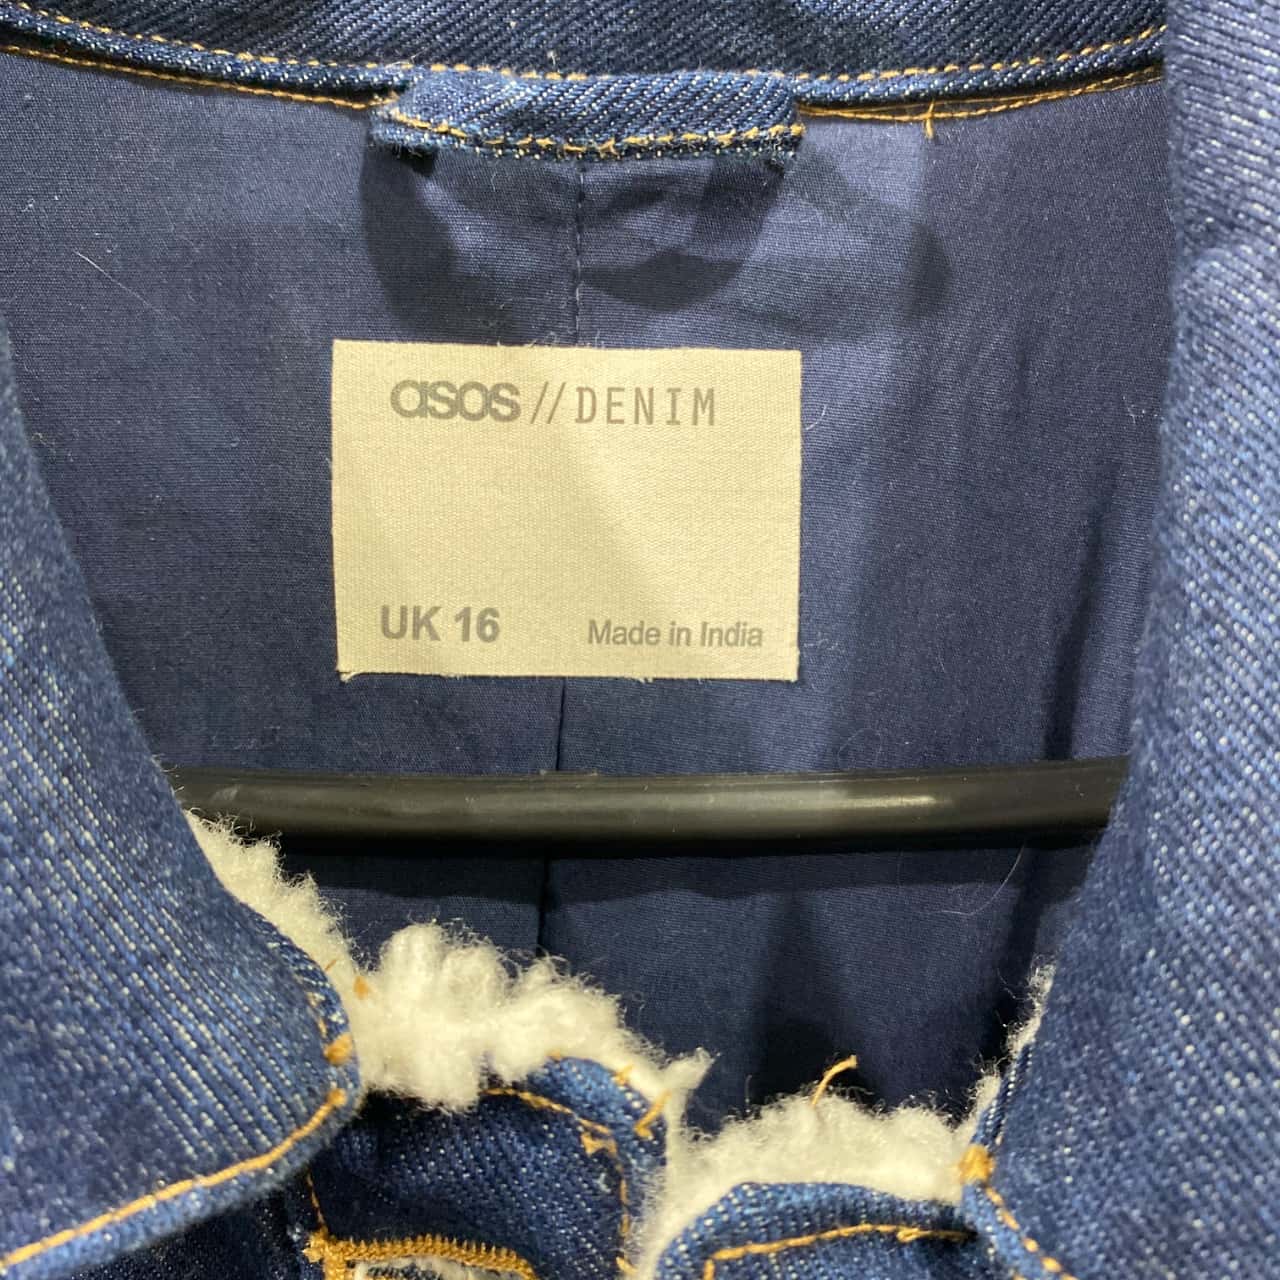 asos // DENIM
UK 16
Made in India